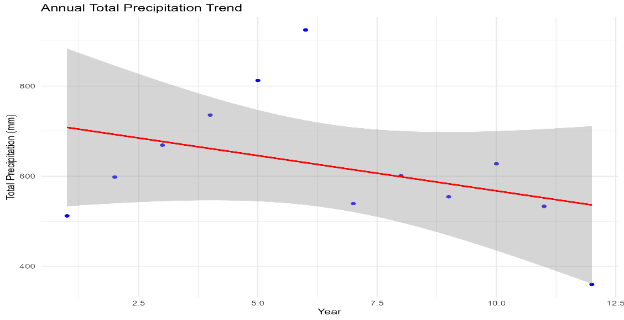 Annual Total Precipitation Trend
Total Precipitation (mm)
800
600
400
2.5
5.0
7.5
10.0
12.5
Year